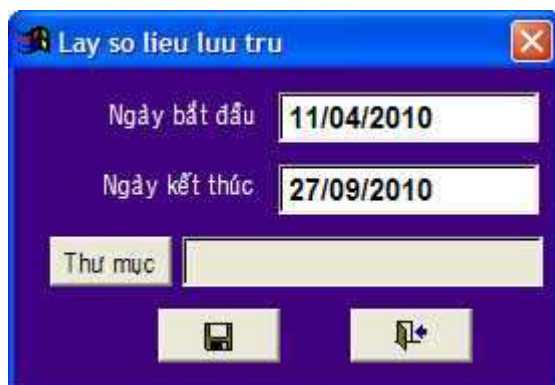 Lay so lieu luu tru
Ngày bắt đầu 11/04/2010
Ngày kết thúc 27/09/2010
Thư mục